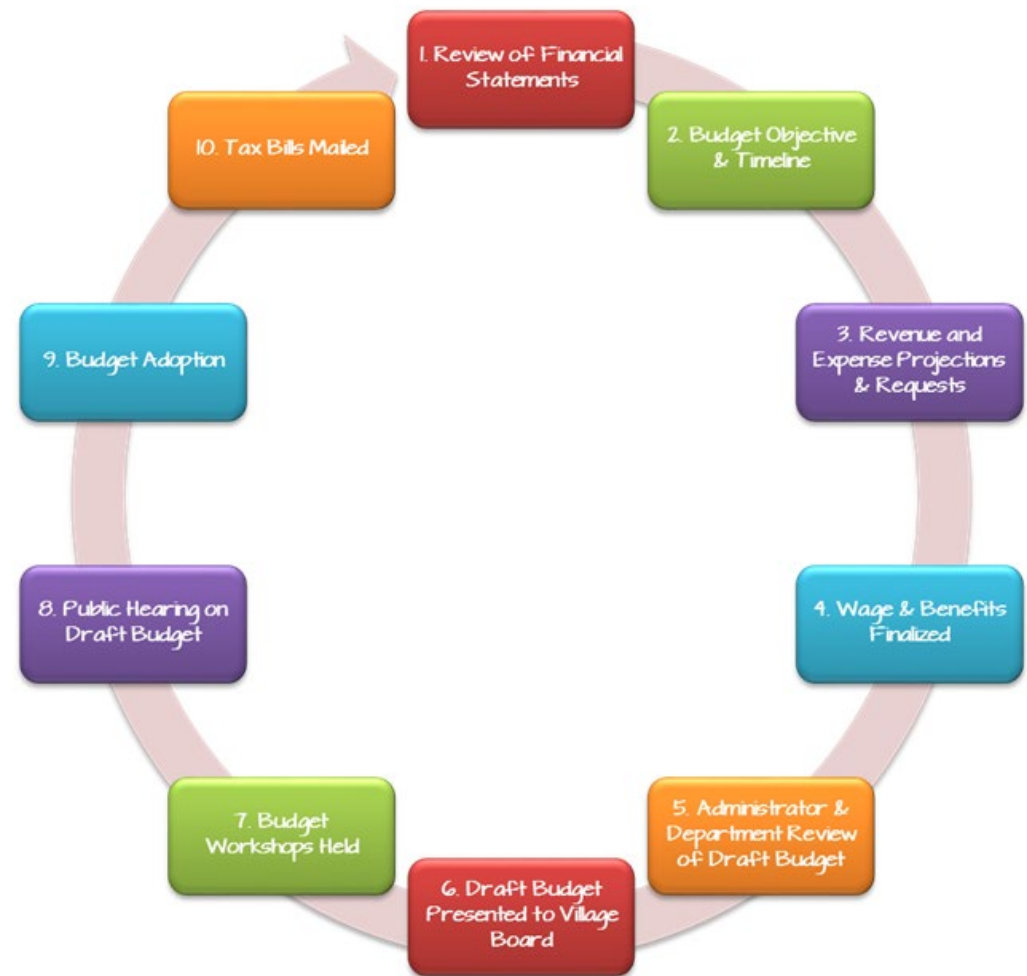 1. Review of Financial
Statements
2. Budget Objective
& Timeline
3. Revenue and
Expense Projections
& Requests
4. Wage & Benefits
Finalized
5. Administrator &
Department Review
of Draft Budget
6. Draft Budget
Presented to Village
Board
7. Budget
Workshops Held
8. Public Hearing on
Draft Budget
9. Budget Adoption
10. Tax Bills Mailed